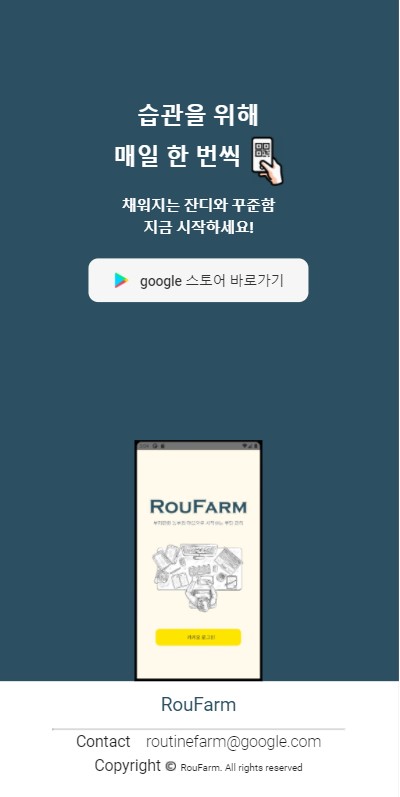 습관을 위해
매일 한 번씩
채워지는 잔디와 꾸준함
지금 시작하세요!
google 스토어 바로가기
ROUFARM
RouFarm
Contact routinefarm@google.com
Copyright © RouFarm. All rights reserved